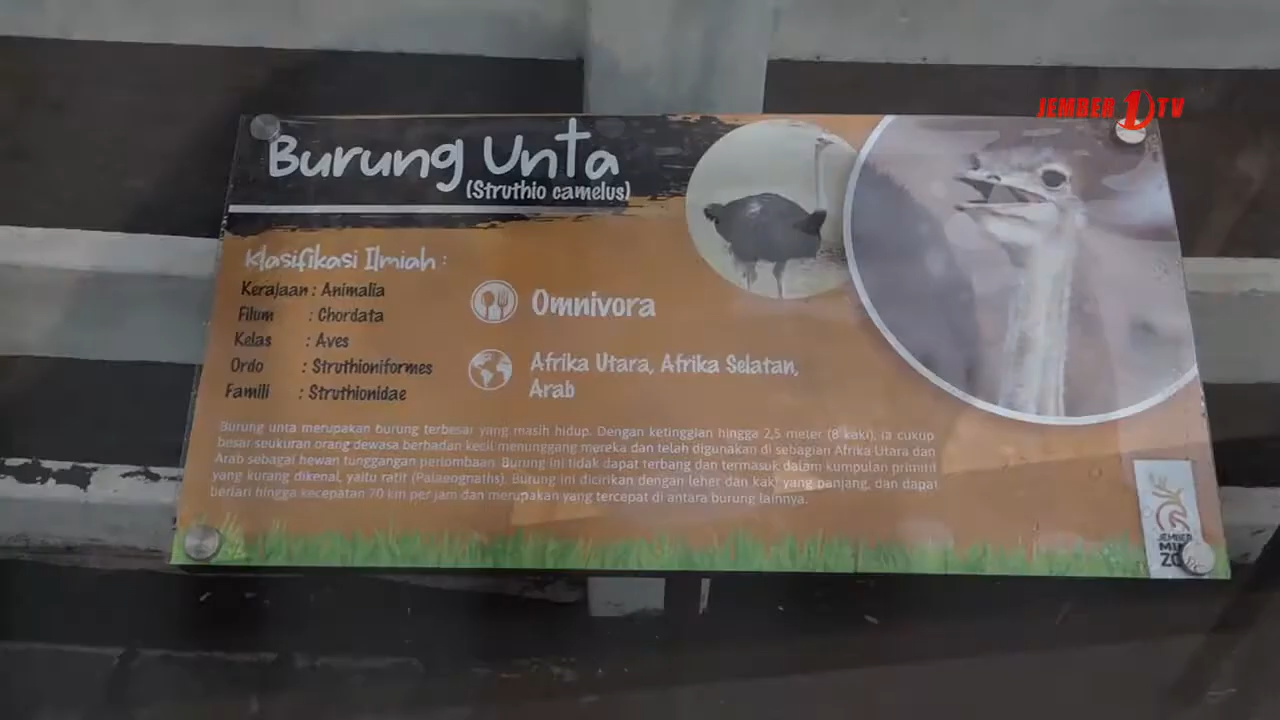 JEMBER 1 TV
Burung Unta
(Struthio camelus)
Klasifikasi Ilmiah :
Kerajaan : Animalia
Filum : Chordata
Kelas : Aves
Ordo : Struthioniformes
Famili : Struthionidae
Omnivora
Afrika Utara, Afrika Selatan,
Arab
Burung unta merupakan burung terbesar yang masih hidup. Dengan ketinggian hingga 2,5 meter (8 kaki), ia cukup
besar seukuran orang dewasa berbadan kecil menunggang mereka dan telah digunakan di sebagian Afrika Utara dan
Arab sebagai hewan tunggangan perlombaan. Burung ini tidak dapat terbang dan termasuk dalam kumpulan primitif
yang kurang dikenal, yaitu ratit (Palaeognaths). Burung ini dicirikan dengan leher dan kaki yang panjang, dan dapat
berlari hingga kecepatan 70 km per jam dan merupakan yang tercepat di antara burung lainnya.
JEMBER
MINI
ZOO